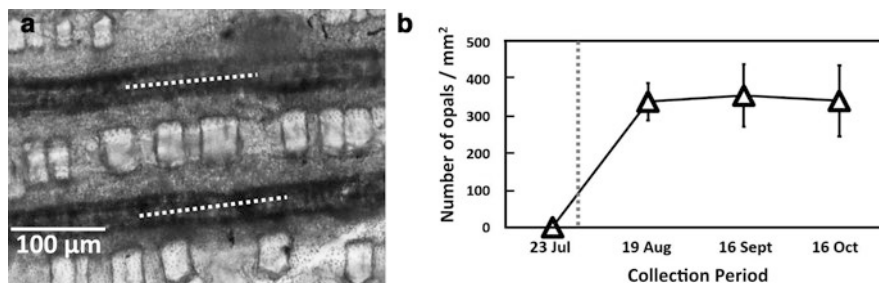 a
100 µm
b
Number of opals / mm²
500
400
300
200
100
0
23 Jul
19 Aug
16 Sept
16 Oct
Collection Period